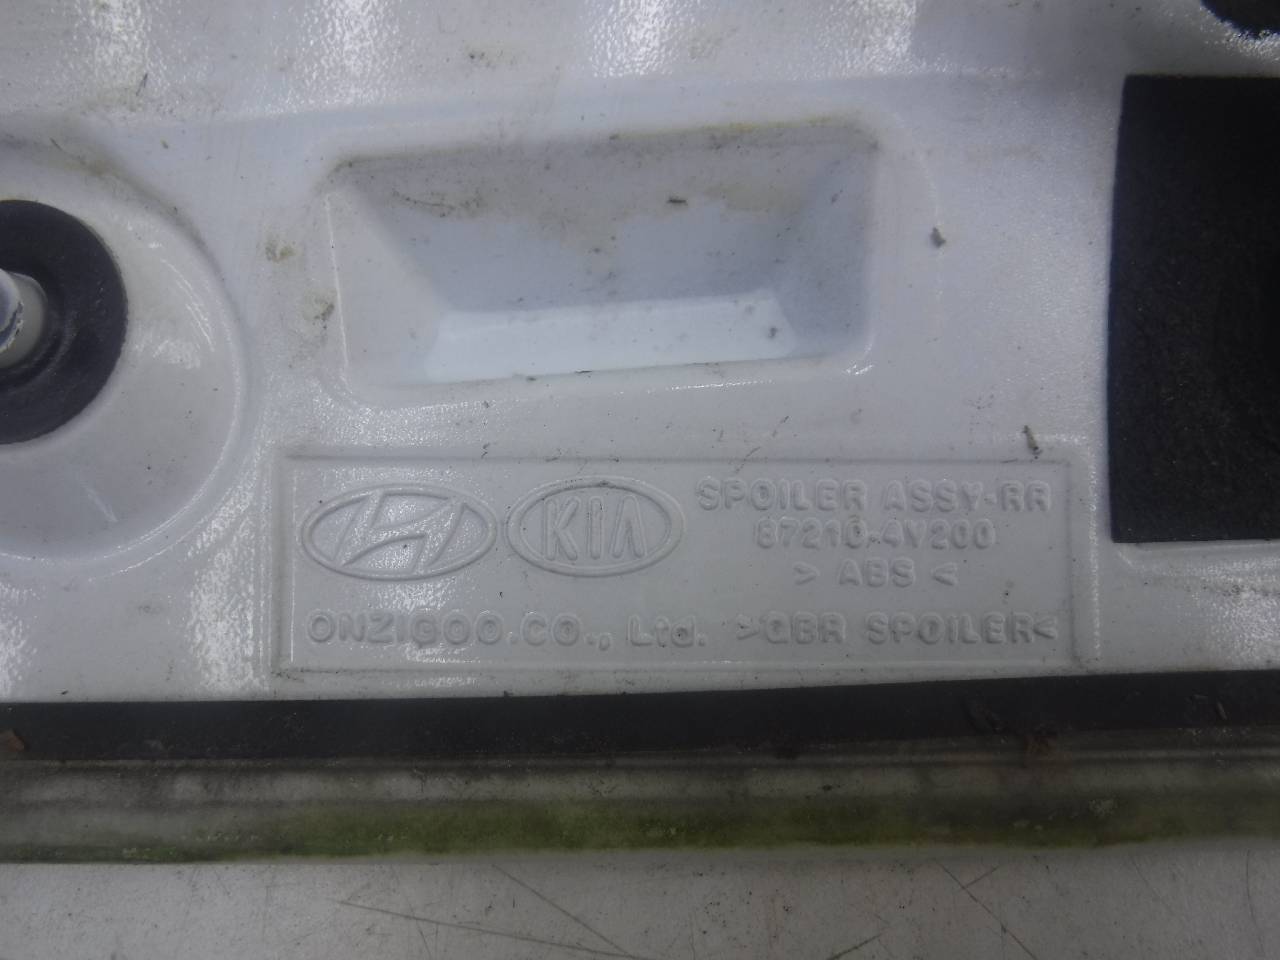 KIA
SPOILER ASSY-RR
87210-4V200
> ABS <
ONZIGOO.CO., Ltd. >QBR SPOILER<